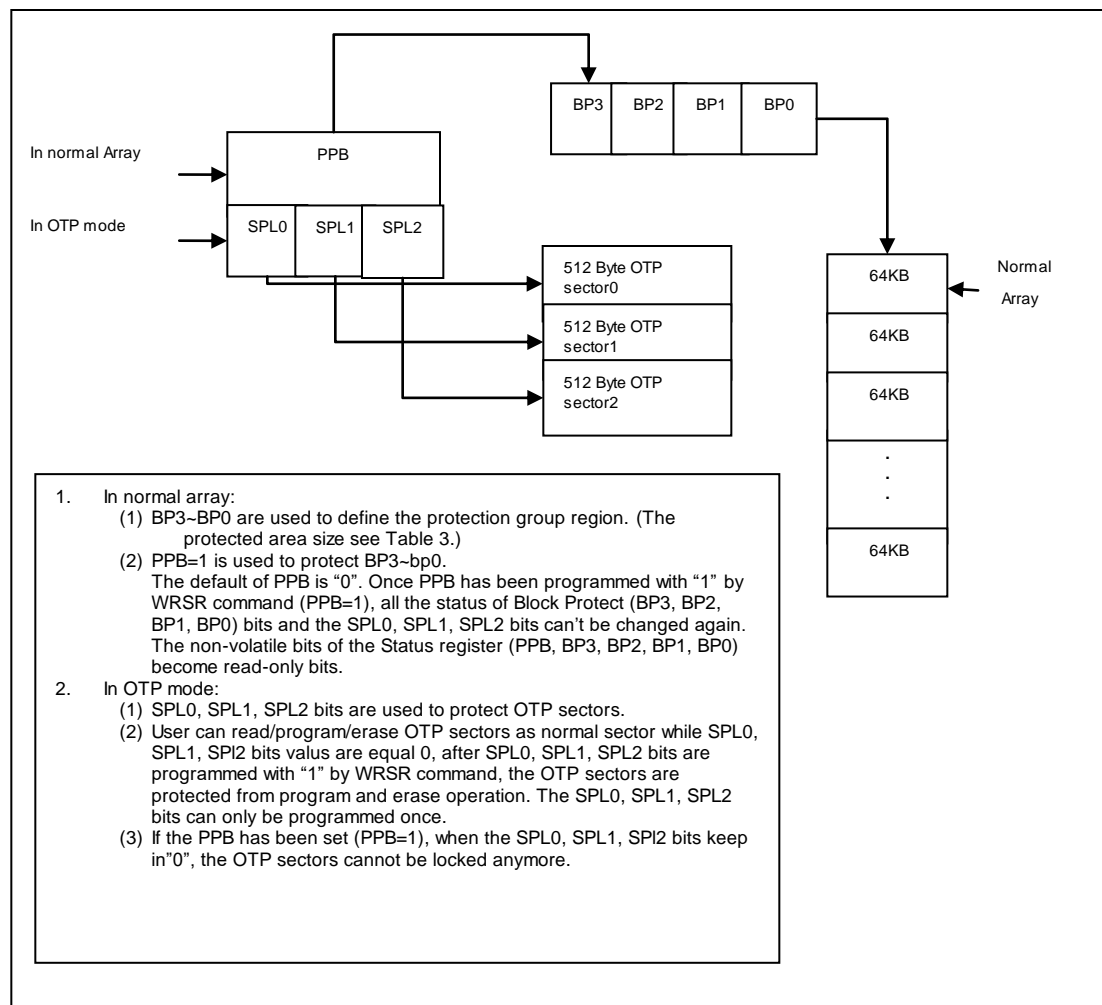 BP3 BP2 BP1 BP0
In normal Array
PPB
In OTP mode
SPL0 SPL1 SPL2
512 Byte OTP
sector0
512 Byte OTP
sector1
512 Byte OTP
sector2
64KB
Normal
Array
64KB
64KB
.
.
.
64KB
1. In normal array:
(1) BP3~BP0 are used to define the protection group region. (The
protected area size see Table 3.)
(2) PPB=1 is used to protect BP3~bp0.
The default of PPB is “0”. Once PPB has been programmed with “1” by
WRSR command (PPB=1), all the status of Block Protect (BP3, BP2,
BP1, BP0) bits and the SPL0, SPL1, SPL2 bits can’t be changed again.
The non-volatile bits of the Status register (PPB, BP3, BP2, BP1, BP0)
become read-only bits.
2. In OTP mode:
(1) SPL0, SPL1, SPL2 bits are used to protect OTP sectors.
(2) User can read/program/erase OTP sectors as normal sector while SPL0,
SPL1, SPl2 bits valus are equal 0, after SPL0, SPL1, SPL2 bits are
programmed with “1” by WRSR command, the OTP sectors are
protected from program and erase operation. The SPL0, SPL1, SPL2
bits can only be programmed once.
(3) If the PPB has been set (PPB=1), when the SPL0, SPL1, SPl2 bits keep
in”0”, the OTP sectors cannot be locked anymore.